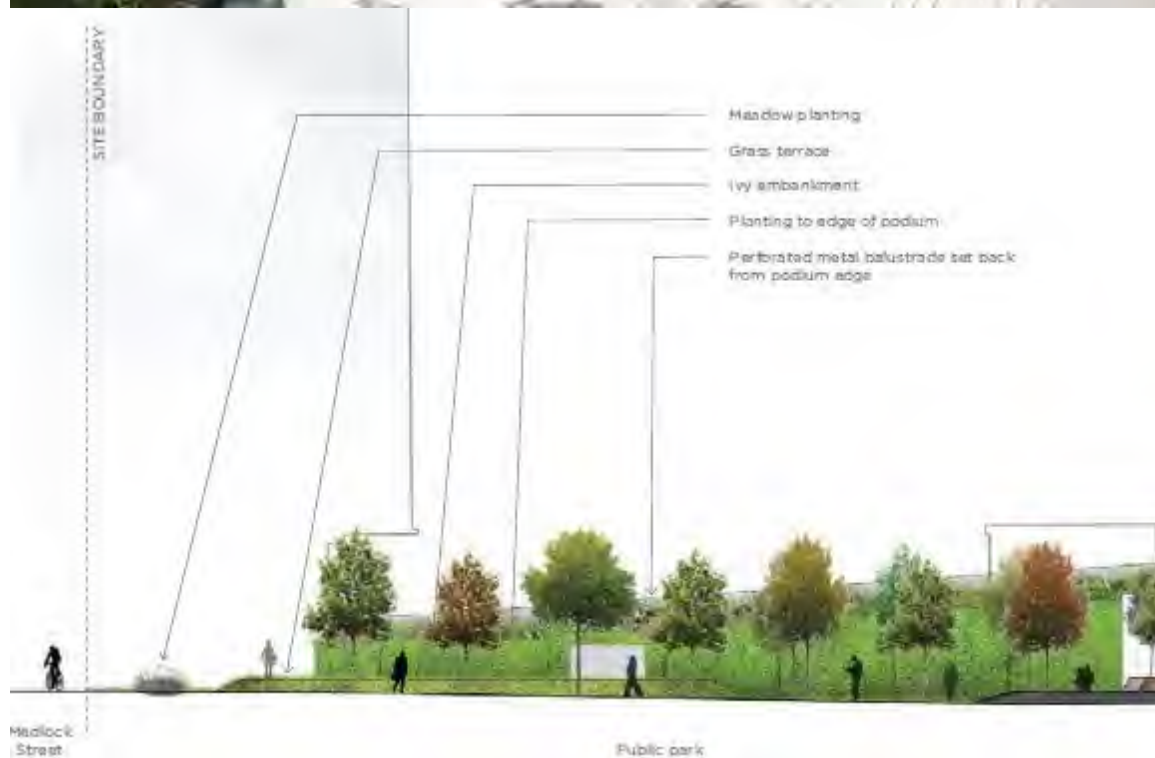 SITE BOUNDARY
Meadow planting
Grass terrace
Ivy embankment
Planting to edge of podium
Perforated metal balustrade set back
from podium edge
Medlock
Street
Public park